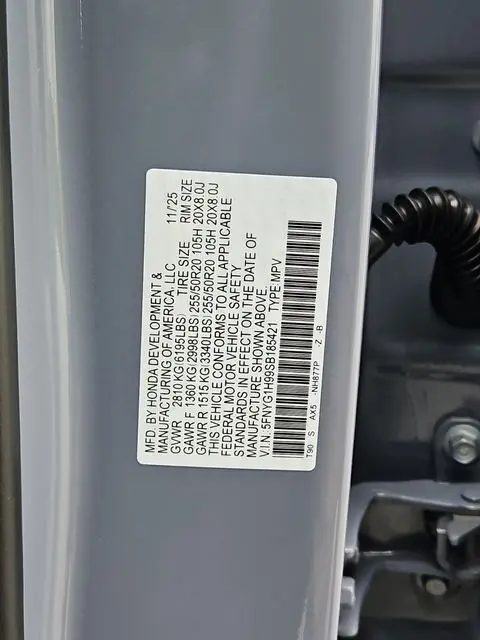 MFD. BY HONDA DEVELOPMENT &
MANUFACTURING OF AMERICA, LLC 11/25
GVWR 2810 KG(6195LBS) TIRE SIZE RIM SIZE
GAWR F 1360 KG(2998LBS) 255/50R20 105H 20X8.0J
GAWR R 1515 KG(3340LBS) 255/50R20 105H 20X8.0J
THIS VEHICLE CONFORMS TO ALL APPLICABLE
FEDERAL MOTOR VEHICLE SAFETY
STANDARDS IN EFFECT ON THE DATE OF
MANUFACTURE SHOWN ABOVE.
V.I.N. 5FNYG1H99SB185421 TYPE:MPV
T90 S AX5 -NH877P -Z -B